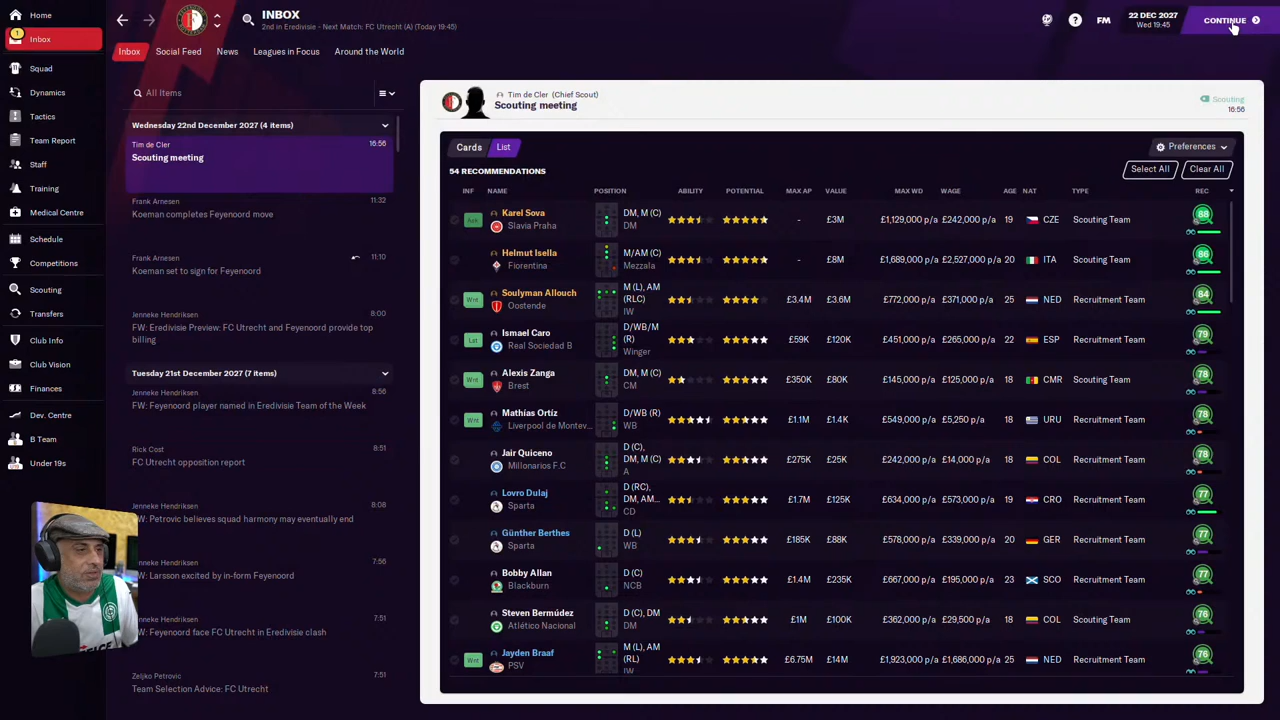 Home
1
Inbox
Squad
Dynamics
Tactics
Team Report
Staff
Training
Medical Centre
Schedule
Competitions
Scouting
Transfers
Club Info
Club Vision
Finances
Dev. Centre
B Team
Under 19s
INBOX
2nd in Eredivisie - Next Match: FC Utrecht (A) (Today 19:45)
FM
22 DEC 2027
Wed 19:45
CONTINUE
Inbox Social Feed News Leagues in Focus Around the World
All Items
Wednesday 22nd December 2027 (4 items)
Tim de Cler 16:56
Scouting meeting
Frank Arnesen 11:32
Koeman completes Feyenoord move
Frank Arnesen 11:10
Koeman set to sign for Feyenoord
Jenneke Hendriksen 8:00
FW: Eredivisie Preview: FC Utrecht and Feyenoord provide top
billing
Tuesday 21st December 2027 (7 items)
Jenneke Hendriksen 8:56
FW: Feyenoord player named in Eredivisie Team of the Week
Rick Cost 8:51
FC Utrecht opposition report
Jenneke Hendriksen 8:08
W: Petrovic believes squad harmony may eventually end
nneke Hendriksen 7:56
W: Larsson excited by in-form Feyenoord
nneke Hendriksen 7:51
W: Feyenoord face FC Utrecht in Eredivisie clash
Zeljko Petrovic 7:51
Team Selection Advice: FC Utrecht
Tim de Cler (Chief Scout)
Scouting meeting
Scouting
16:56
Cards List
Preferences
54 RECOMMENDATIONS
Select All Clear All
INF NAME POSITION ABILITY POTENTIAL MAX AP VALUE MAX WD WAGE AGE NAT TYPE REC
Karel Sova DM, M (C) - £3M £1,129,000 p/a £242,000 p/a 19 CZE Scouting Team 88
Slavia Praha DM
Helmut Isella M/AM (C) - £8M £1,689,000 p/a £2,527,000 p/a 20 ITA Scouting Team 86
Fiorentina Mezzala
Wnt Soulyman Allouch M (L), AM (RLC) £3.4M £3.6M £772,000 p/a £371,000 p/a 25 NED Recruitment Team 84
Oostende IW
Lst Ismael Caro D/WB/M (R) £59K £120K £451,000 p/a £265,000 p/a 22 ESP Recruitment Team 79
Real Sociedad B Winger
Wnt Alexis Zanga DM, M (C) £350K £80K £145,000 p/a £125,000 p/a 18 CMR Scouting Team 78
Brest CM
Wnt Mathías Ortíz D/WB (R) £1.1M £1.4K £549,000 p/a £5,250 p/a 18 URU Recruitment Team 78
Liverpool de Montev... WB
Jair Quiceno D (C), DM, M (C) £275K £25K £242,000 p/a £14,000 p/a 18 COL Recruitment Team 78
Millonarios F.C A
Lovro Dulaj D (RC), DM, AM... £1.7M £125K £634,000 p/a £573,000 p/a 19 CRO Recruitment Team 77
Sparta CD
Günther Berthes D (L) £185K £88K £578,000 p/a £339,000 p/a 20 GER Recruitment Team 77
Sparta WB
Bobby Allan D (C) £1.4M £235K £667,000 p/a £195,000 p/a 23 SCO Recruitment Team 77
Blackburn NCB
Steven Bermúdez D (C), DM £1M £100K £362,000 p/a £29,500 p/a 18 COL Recruitment Team 76
Atlético Nacional DM
Wnt Jayden Braaf M (L), AM (RL) £6.75M £14M £1,923,000 p/a £1,686,000 p/a 25 NED Recruitment Team 76
PSV IW